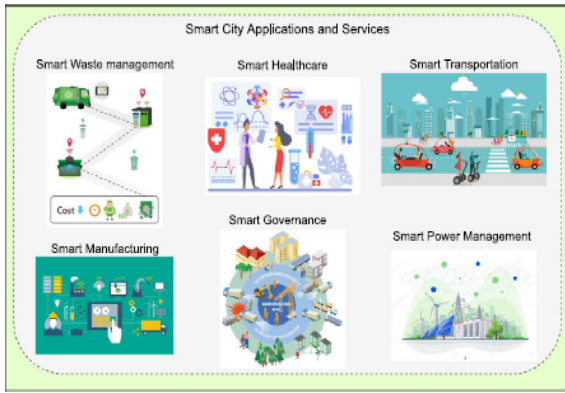 Smart City Applications and Services
Smart Waste management
Smart Healthcare
Smart Transportation
Cost
Smart Governance
Smart Manufacturing
Smart Power Management